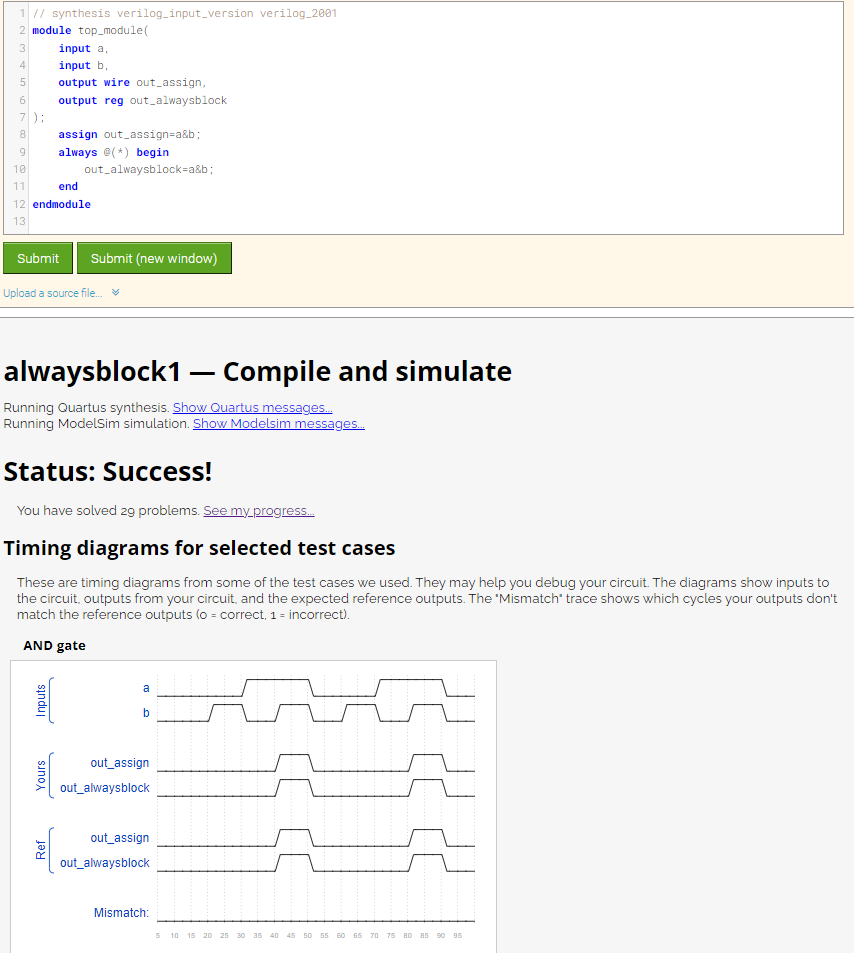 1 // synthesis verilog_input_version verilog_2001
2 module top_module(
3 input a,
4 input b,
5 output wire out_assign,
6 output reg out_alwaysblock
7 );
8 assign out_assign=a&b;
9 always @(*) begin
10 out_alwaysblock=a&b;
11 end
12 endmodule
13
Submit Submit (new window)
Upload a source file...
alwaysblock1 — Compile and simulate
Running Quartus synthesis. Show Quartus messages...
Running ModelSim simulation. Show Modelsim messages...
Status: Success!
You have solved 29 problems. See my progress...
Timing diagrams for selected test cases
These are timing diagrams from some of the test cases we used. They may help you debug your circuit. The diagrams show inputs to
the circuit, outputs from your circuit, and the expected reference outputs. The "Mismatch" trace shows which cycles your outputs don't
match the reference outputs (0 = correct, 1 = incorrect).
AND gate
Inputs
a
b
Yours
out_assign
out_alwaysblock
Ref
out_assign
out_alwaysblock
Mismatch:
5 10 15 20 25 30 35 40 45 50 55 60 65 70 75 80 85 90 95